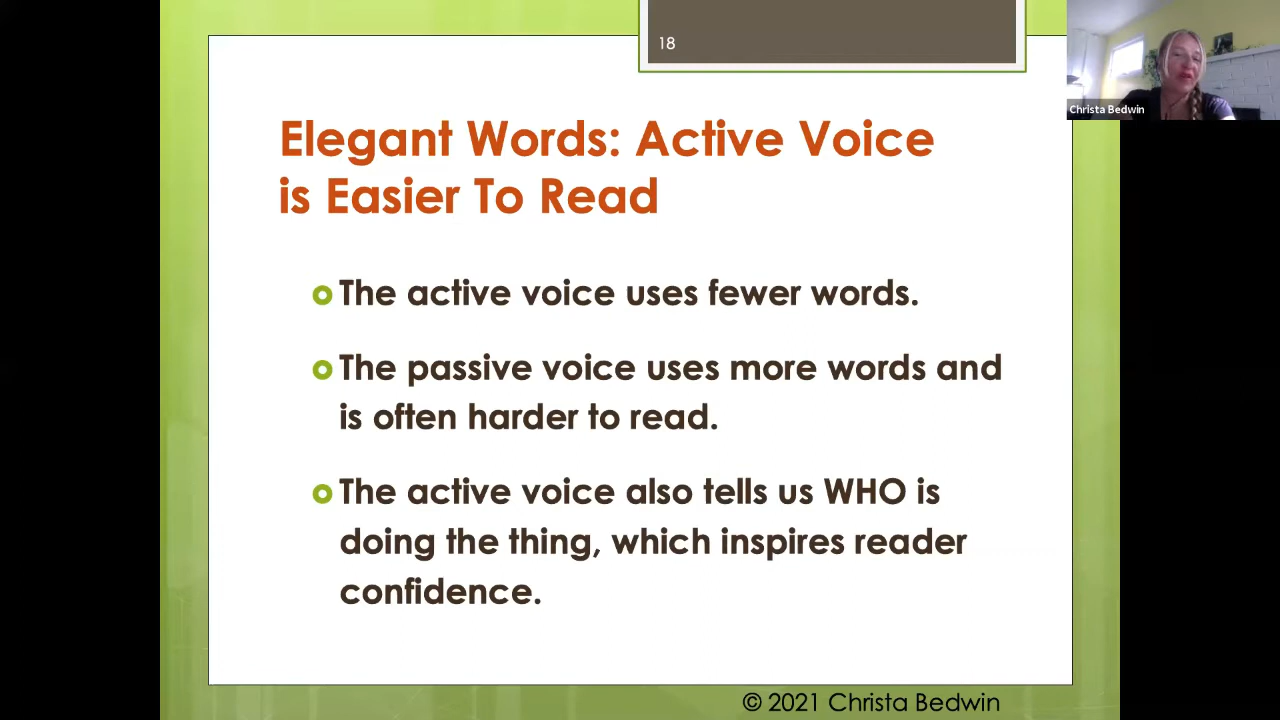 18
Christa Bedwin
Elegant Words: Active Voice
is Easier To Read
The active voice uses fewer words.
The passive voice uses more words and
is often harder to read.
The active voice also tells us WHO is
doing the thing, which inspires reader
confidence.
© 2021 Christa Bedwin